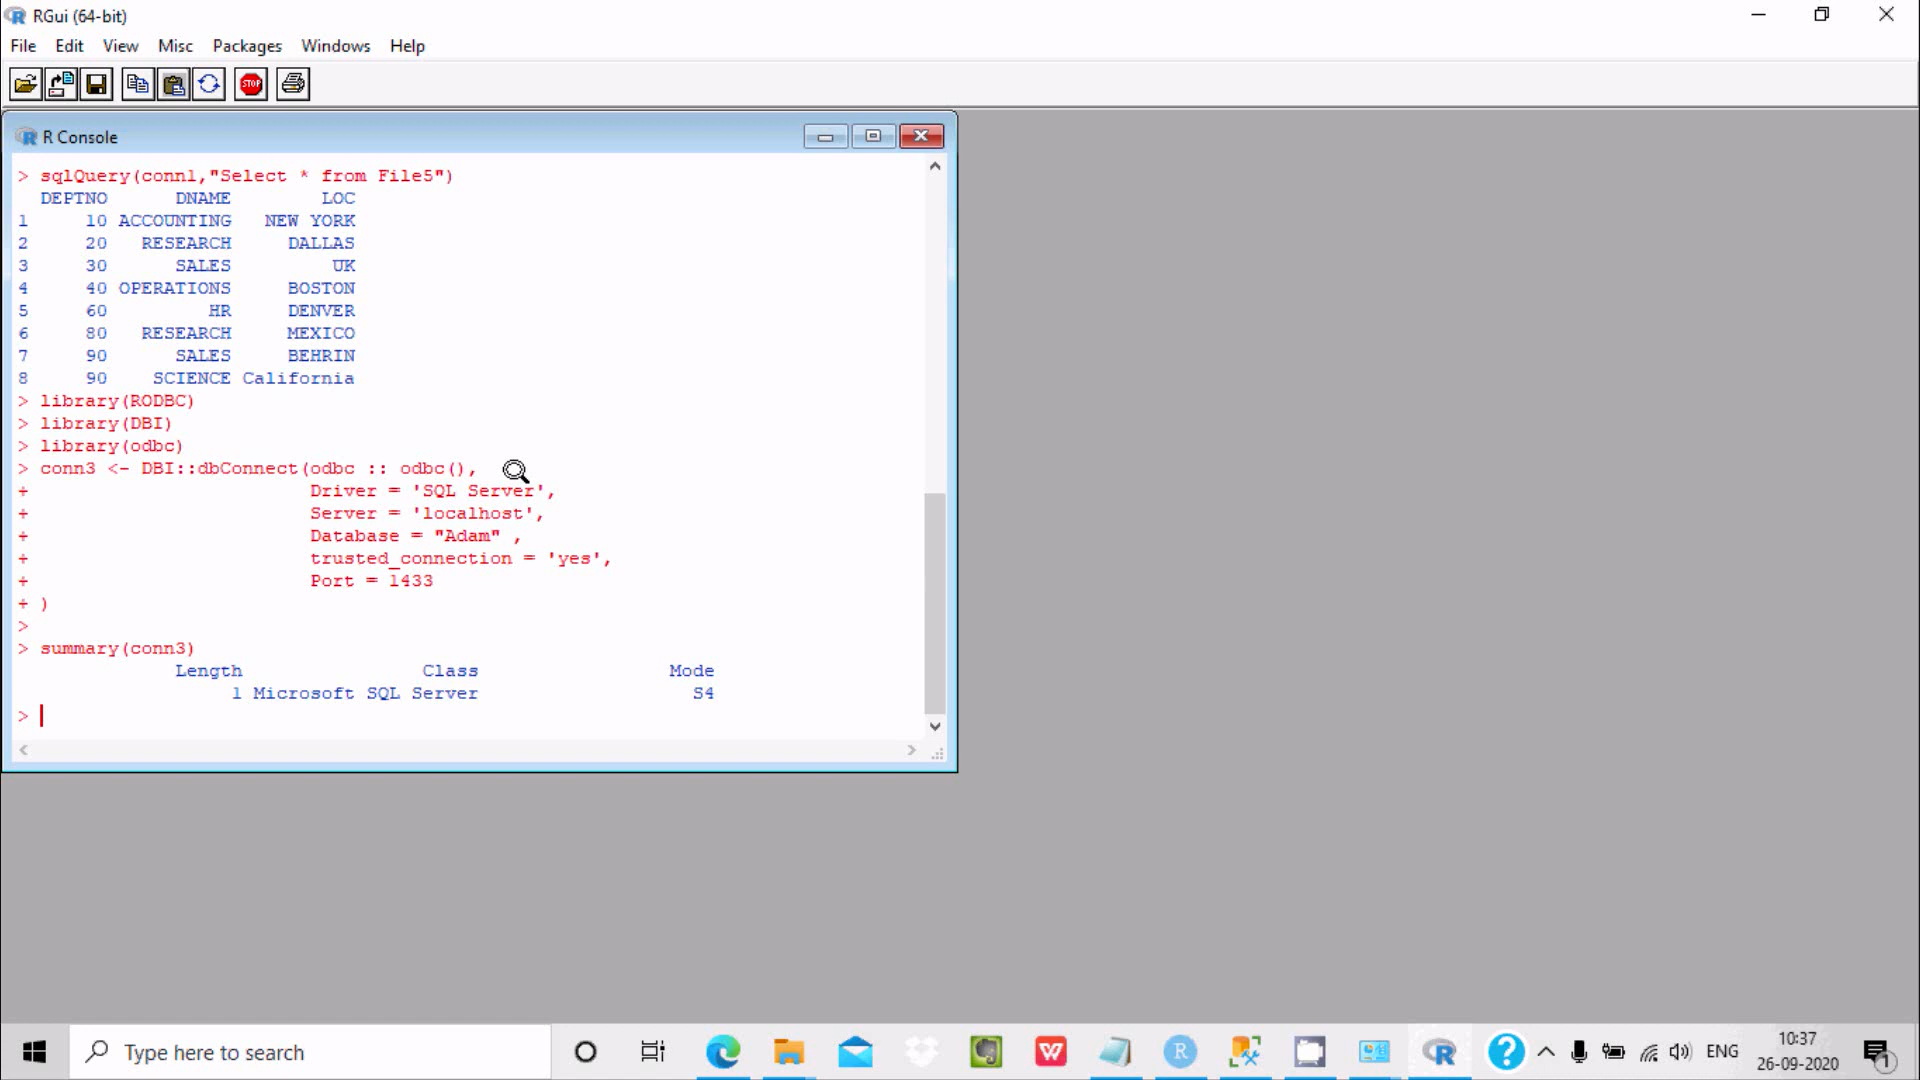 RGui (64-bit)
File Edit View Misc Packages Windows Help
STOP
R Console
> sqlQuery(conn1,"Select * from File5")
  DEPTNO      DNAME        LOC
1     10 ACCOUNTING   NEW YORK
2     20   RESEARCH     DALLAS
3     30      SALES         UK
4     40 OPERATIONS     BOSTON
5     60         HR     DENVER
6     80   RESEARCH     MEXICO
7     90      SALES     BEHRIN
8     90    SCIENCE California
> library(RODBC)
> library(DBI)
> library(odbc)
> conn3 <- DBI::dbConnect(odbc :: odbc(),
+                         Driver = 'SQL Server',
+                         Server = 'localhost',
+                         Database = "Adam" ,
+                         trusted_connection = 'yes',
+                         Port = 1433
+ )
>
> summary(conn3)
              Length                Class                 Mode
                   1 Microsoft SQL Server                   S4
>
Type here to search
ENG
10:37
26-09-2020
1